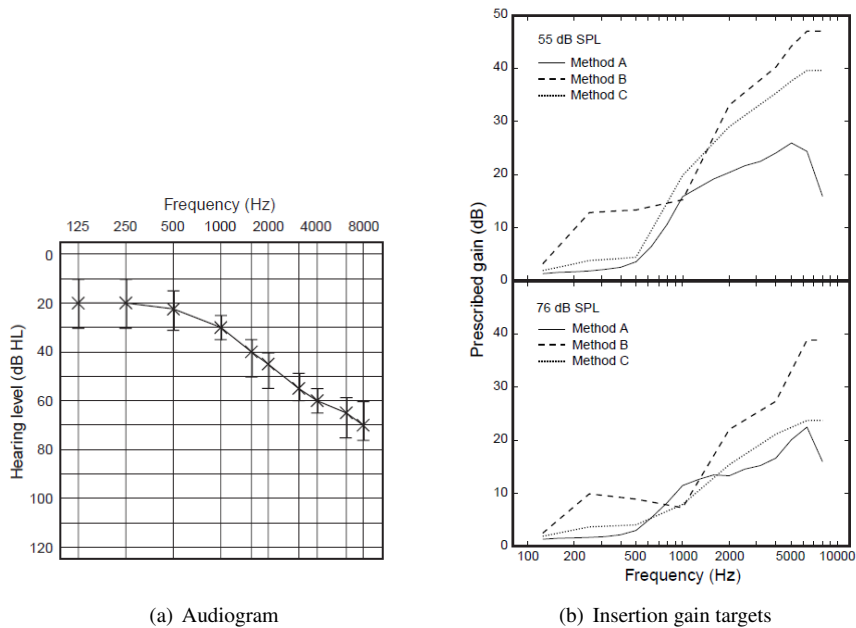 Frequency (Hz)
125 250 500 1000 2000 4000 8000
0
20
40
60
80
100
120
Hearing level (dB HL)
(a) Audiogram
50
40
30
20
10
0
55 dB SPL
Method A
Method B
Method C
Prescribed gain (dB)
40
30
20
10
0
76 dB SPL
Method A
Method B
Method C
100 200 500 1000 2000 5000 10000
Frequency (Hz)
(b) Insertion gain targets